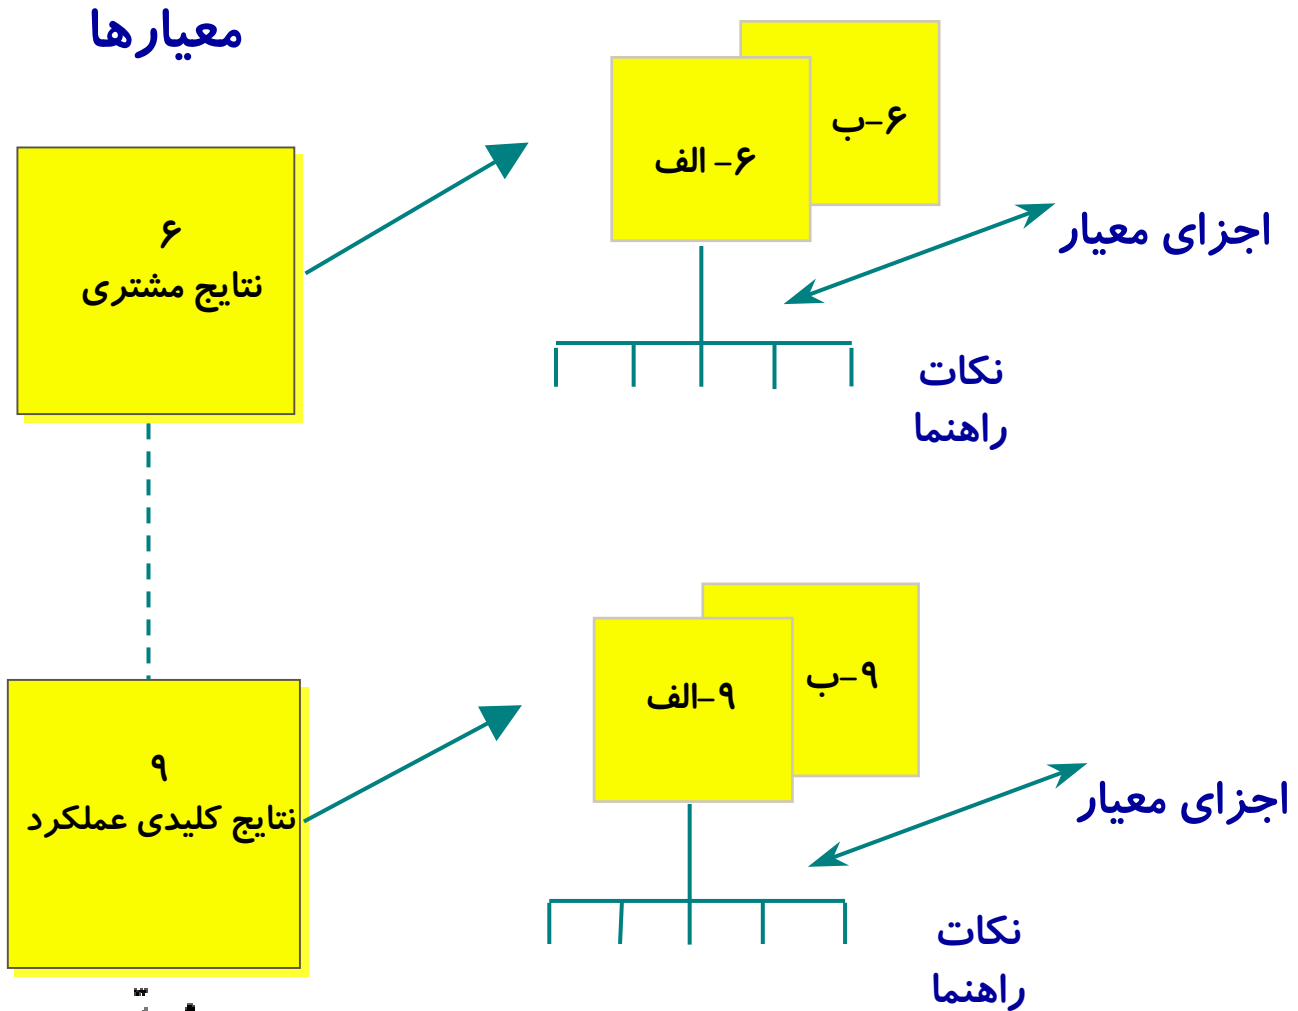 معیارها
۶
نتایج مشتری
۶- الف
۶-ب
اجزای معیار
نکات
راهنما
۹
نتایج کلیدی عملکرد
۹-الف
۹-ب
اجزای معیار
نکات
راهنما